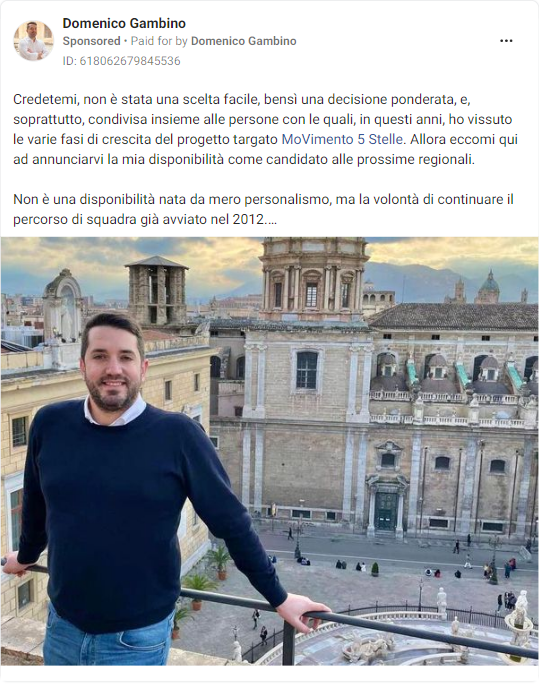 Domenico Gambino
Sponsored • Paid for by Domenico Gambino
ID: 618062679845536
Credetemi, non è stata una scelta facile, bensì una decisione ponderata, e,
soprattutto, condivisa insieme alle persone con le quali, in questi anni, ho vissuto
le varie fasi di crescita del progetto targato MoVimento 5 Stelle. Allora eccomi qui
ad annunciarvi la mia disponibilità come candidato alle prossime regionali.
Non è una disponibilità nata da mero personalismo, ma la volontà di continuare il
percorso di squadra già avviato nel 2012....